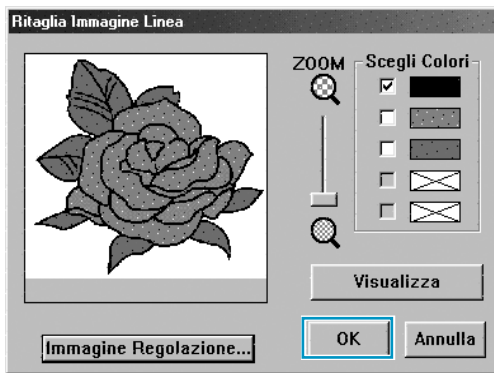 Ritaglia Immagine Linea
ZOOM
Scegli Colori
Visualizza
Immagine Regolazione...
OK
Annulla